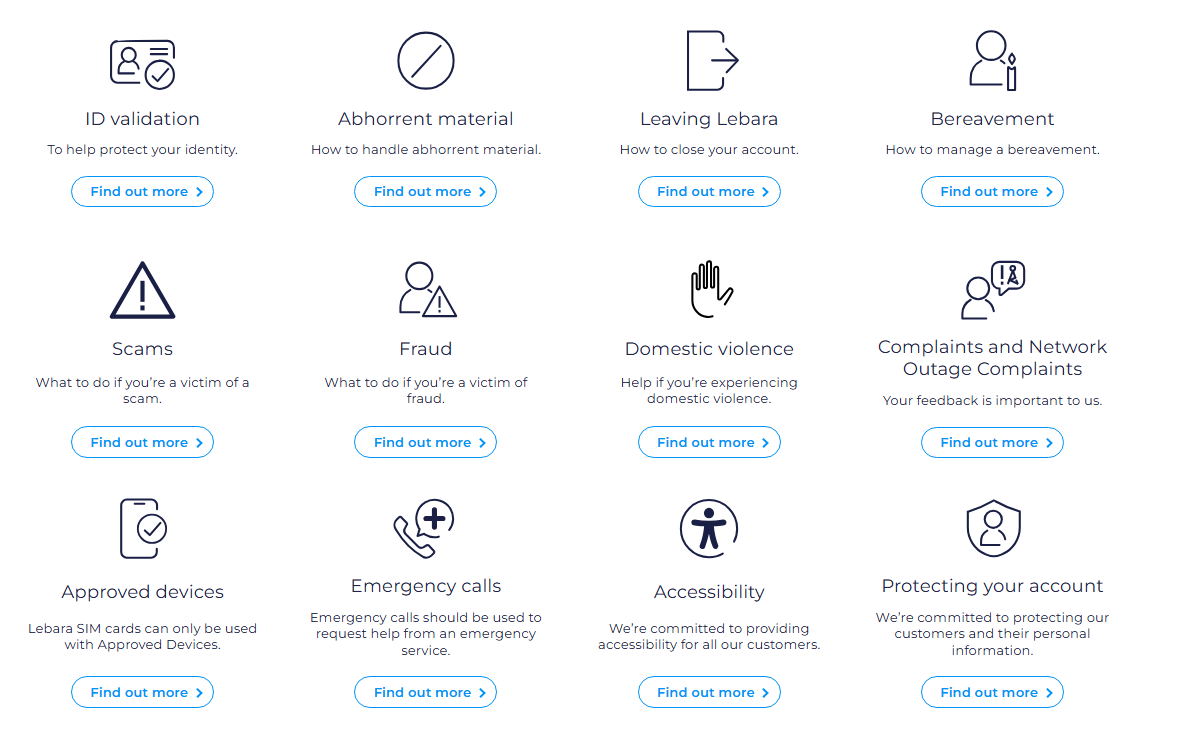 ID validation
To help protect your identity.
Find out more
Abhorrent material
How to handle abhorrent material.
Find out more
Leaving Lebara
How to close your account.
Find out more
Bereavement
How to manage a bereavement.
Find out more
Scams
What to do if you’re a victim of a
scam.
Find out more
Fraud
What to do if you’re a victim of
fraud.
Find out more
Domestic violence
Help if you’re experiencing
domestic violence.
Find out more
Complaints and Network
Outage Complaints
Your feedback is important to us.
Find out more
Approved devices
Lebara SIM cards can only be used
with Approved Devices.
Find out more
Emergency calls
Emergency calls should be used to
request help from an emergency
service.
Find out more
Accessibility
We’re committed to providing
accessibility for all our customers.
Find out more
Protecting your account
We’re committed to protecting our
customers and their personal
information.
Find out more